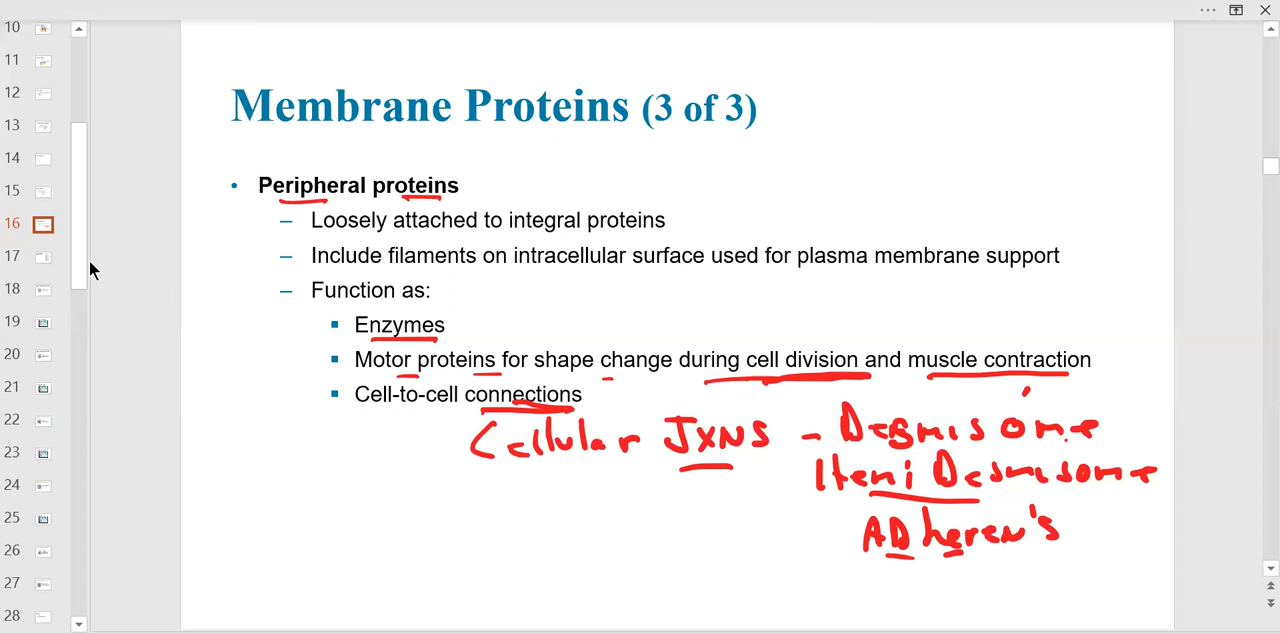 10
11
12
13
14
15
16
17
18
19
20
21
22
23
24
25
26
27
28
Membrane Proteins (3 of 3)
• Peripheral proteins
– Loosely attached to integral proteins
– Include filaments on intracellular surface used for plasma membrane support
– Function as:
▪ Enzymes
▪ Motor proteins for shape change during cell division and muscle contraction
▪ Cell-to-cell connections
Cellular JXNS – Desmisome
Hemi Desmisome
ADheren's